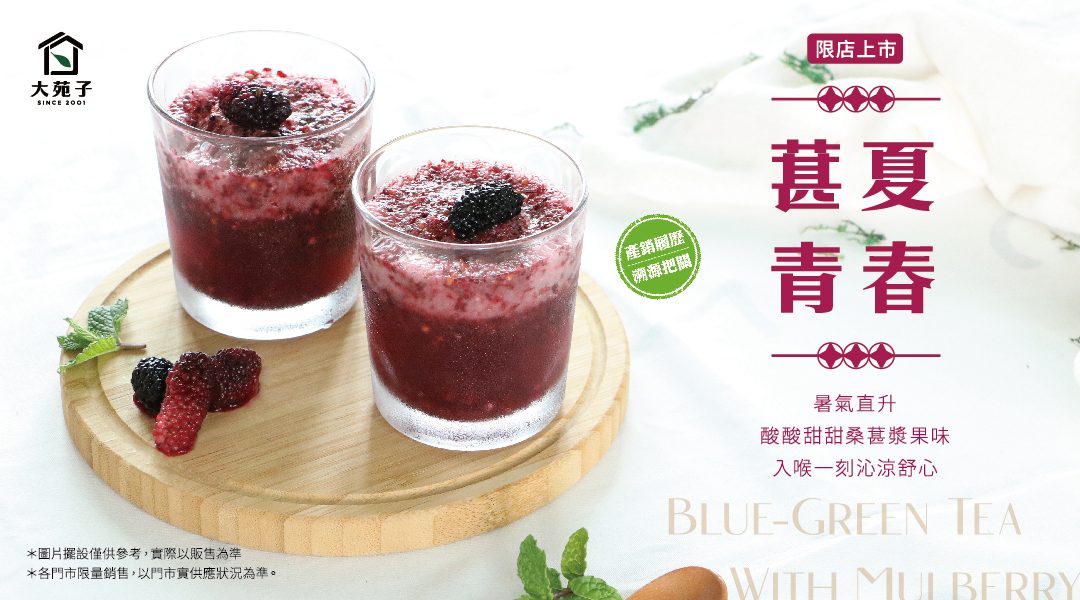 大苑子
SINCE 2001
限店上市
葚夏
青春
產銷履歷
溯源把關
暑氣直升
酸酸甜甜桑葚漿果味
入喉一刻沁涼舒心
BLUE-GREEN TEA
WITH MULBERRY
＊圖片擺設僅供參考，實際以販售為準
＊各門市限量銷售，以門市實供應狀況為準。